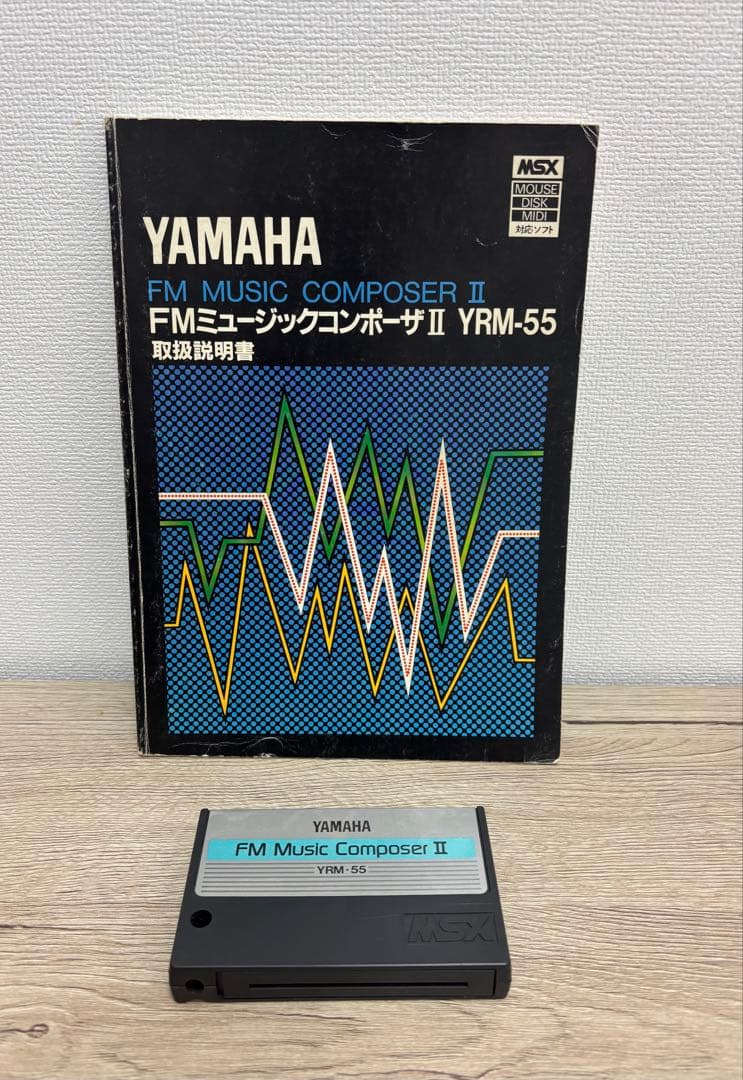 MSX
MOUSE
DISK
MIDI
対応ソフト
YAMAHA
FM MUSIC COMPOSER II
FMミュージックコンポーザII YRM-55
取扱説明書
YAMAHA
FM Music Composer II
YRM-55
MSX